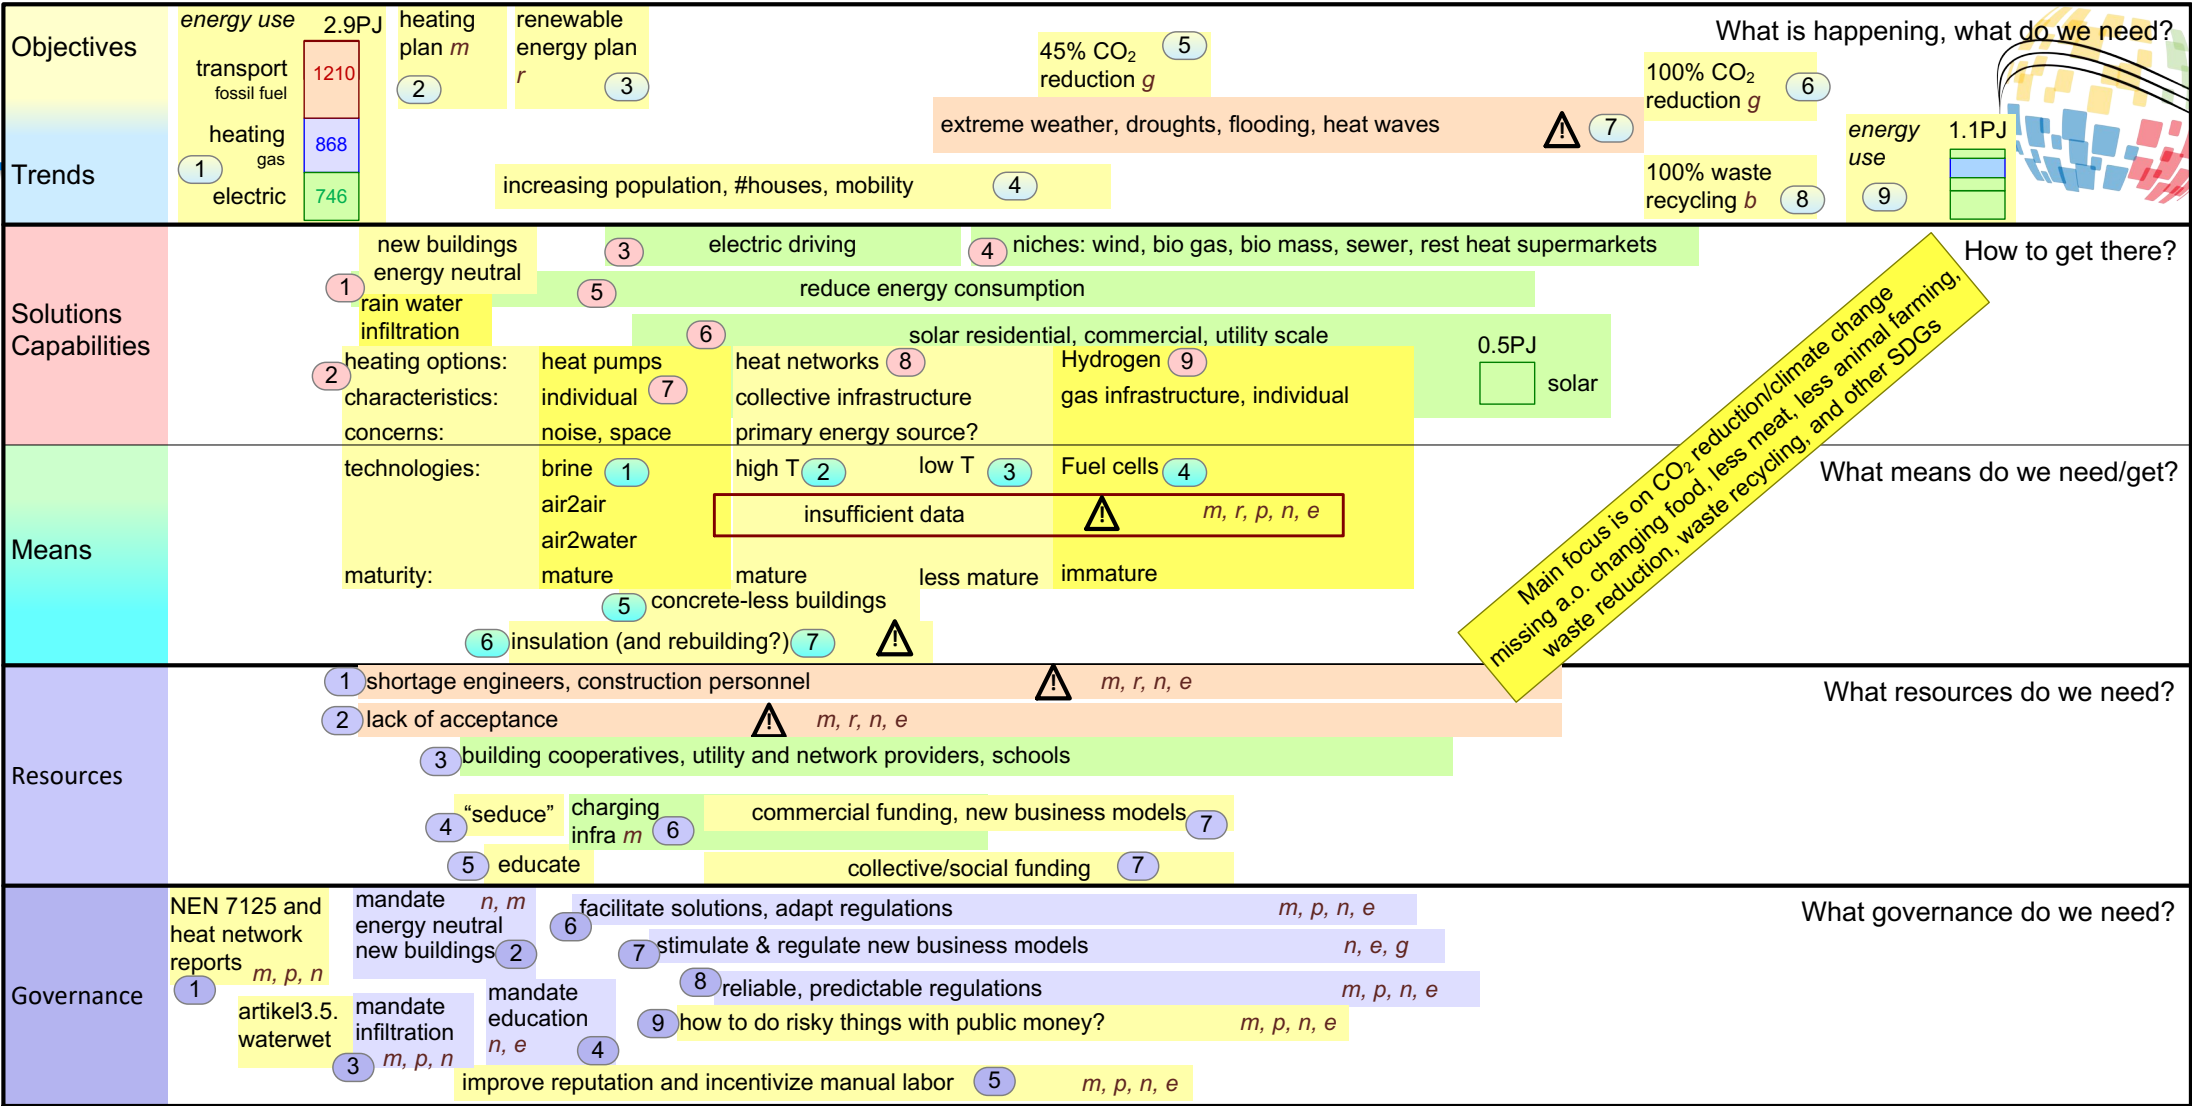 Objectives
Trends
energy use
2.9PJ
transport
fossil fuel
1210
heating
gas
868
1
electric
746
heating
plan m
2
renewable
energy plan
r
3
45% CO2
reduction g
5
What is happening, what do we need?
100% CO2
reduction g
6
extreme weather, droughts, flooding, heat waves
7
increasing population, #houses, mobility
4
100% waste
recycling b
8
energy
use
1.1PJ
9
Solutions
Capabilities
How to get there?
new buildings
energy neutral
1
rain water
infiltration
3
electric driving
4
niches: wind, bio gas, bio mass, sewer, rest heat supermarkets
5
reduce energy consumption
6
solar residential, commercial, utility scale
0.5PJ
solar
2
heating options:
heat pumps
heat networks
8
Hydrogen
9
characteristics:
individual
7
collective infrastructure
gas infrastructure, individual
concerns:
noise, space
primary energy source?
Means
What means do we need/get?
technologies:
brine
1
high T
2
low T
3
Fuel cells
4
air2air
insufficient data
m, r, p, n, e
air2water
maturity:
mature
mature
less mature
immature
5
concrete-less buildings
6
insulation (and rebuilding?)
7
Main focus is on CO2 reduction/climate change
missing a.o. changing food, less meat, less animal farming,
waste reduction, waste recycling, and other SDGs
Resources
What resources do we need?
1
shortage engineers, construction personnel
m, r, n, e
2
lack of acceptance
m, r, n, e
3
building cooperatives, utility and network providers, schools
4
“seduce”
charging
infra m
6
commercial funding, new business models
7
5
educate
collective/social funding
7
Governance
What governance do we need?
NEN 7125 and
heat network
reports
m, p, n
1
mandate
n, m
energy neutral
new buildings
2
6
facilitate solutions, adapt regulations
m, p, n, e
7
stimulate & regulate new business models
n, e, g
8
reliable, predictable regulations
m, p, n, e
artikel3.5.
waterwet
mandate
infiltration
3
m, p, n
mandate
education
n, e
4
9
how to do risky things with public money?
m, p, n, e
improve reputation and incentivize manual labor
5
m, p, n, e